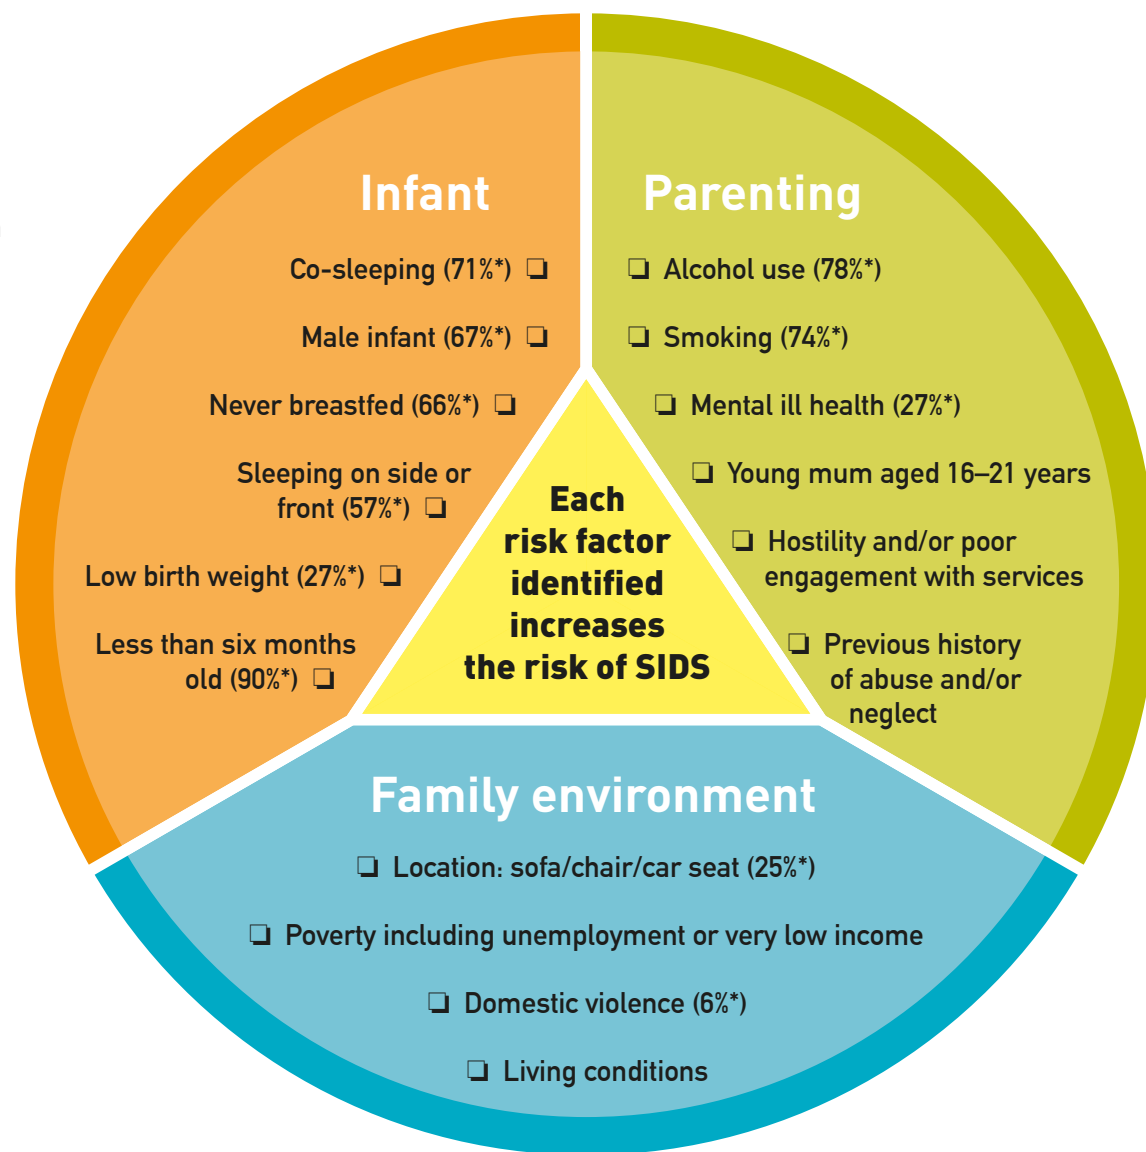 Infant
Co-sleeping (71%*) ❏
Male infant (67%*) ❏
Never breastfed (66%*) ❏
Sleeping on side or
front (57%*) ❏
Low birth weight (27%*) ❏
Less than six months
old (90%*) ❏
Parenting
❏ Alcohol use (78%*)
❏ Smoking (74%*)
❏ Mental ill health (27%*)
❏ Young mum aged 16–21 years
❏ Hostility and/or poor
engagement with services
❏ Previous history
of abuse and/or
neglect
Each
risk factor
identified
increases
the risk of SIDS
Family environment
❏ Location: sofa/chair/car seat (25%*)
❏ Poverty including unemployment or very low income
❏ Domestic violence (6%*)
❏ Living conditions